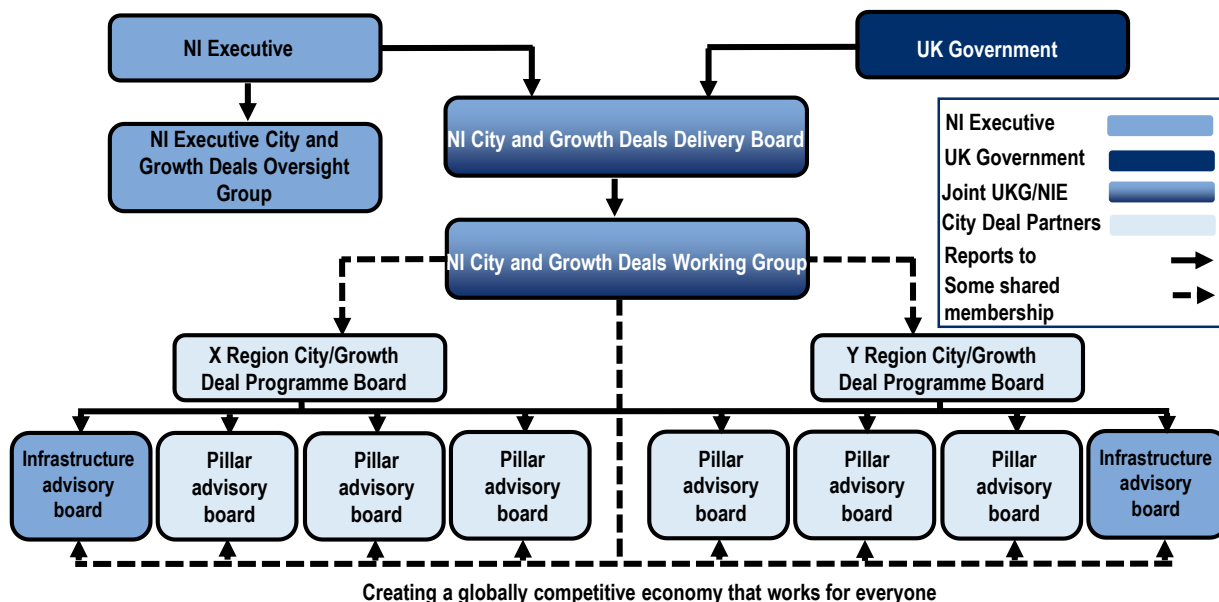 NI Executive
UK Government
NI Executive City and
Growth Deals Oversight
Group
NI City and Growth Deals Delivery Board
NI Executive
UK Government
Joint UKG/NIE
City Deal Partners
Reports to
Some shared
membership
NI City and Growth Deals Working Group
X Region City/Growth
Deal Programme Board
Y Region City/Growth
Deal Programme Board
Infrastructure
advisory
board
Pillar
advisory
board
Pillar
advisory
board
Pillar
advisory
board
Pillar
advisory
board
Pillar
advisory
board
Pillar
advisory
board
Infrastructure
advisory
board
Creating a globally competitive economy that works for everyone